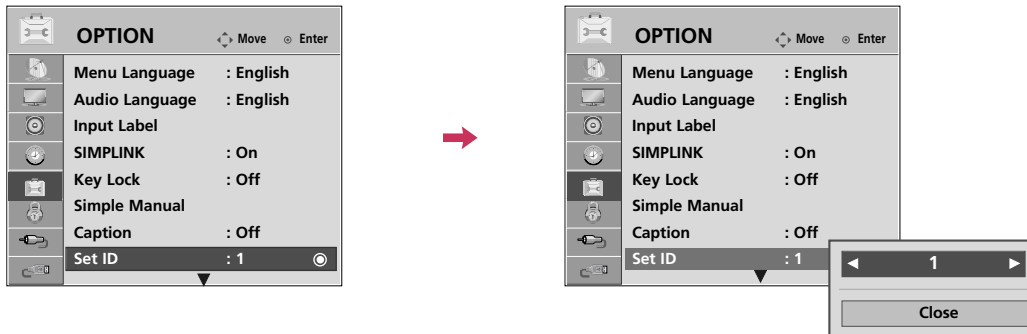 OPTION Move Enter
Menu Language : English
Audio Language : English
Input Label
SIMPLINK : On
Key Lock : Off
Simple Manual
Caption : Off
Set ID : 1
OPTION Move Enter
Menu Language : English
Audio Language : English
Input Label
SIMPLINK : On
Key Lock : Off
Simple Manual
Caption : Off
Set ID : 1
◄ 1 ►
Close